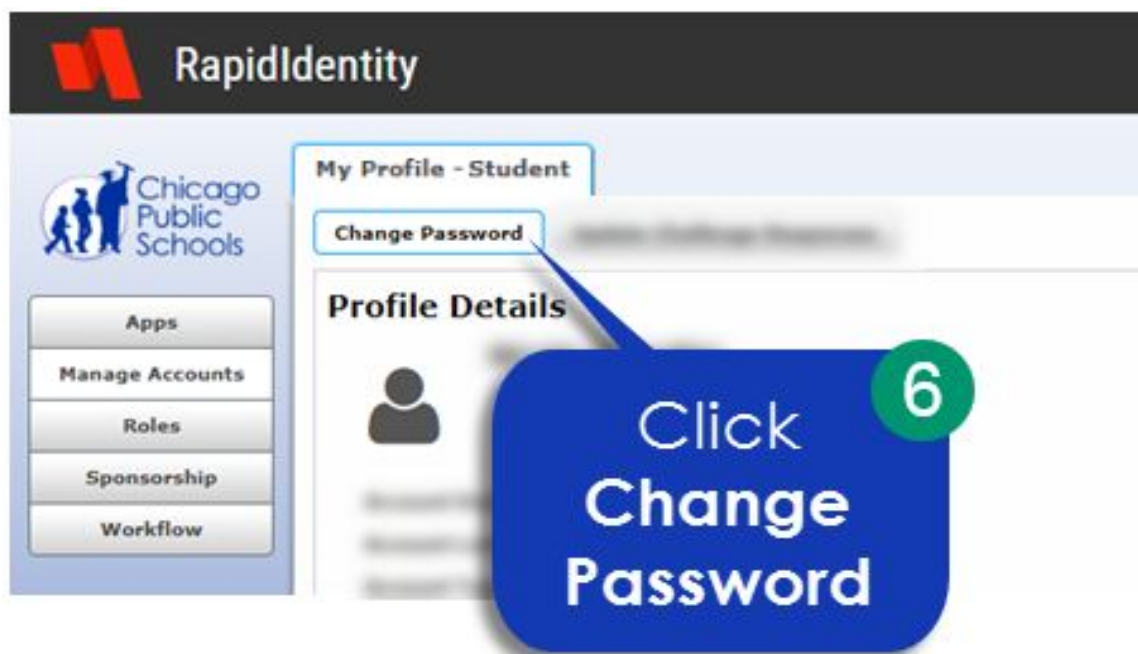 RapidIdentity
Chicago
Public
Schools
My Profile - Student
Change Password
Profile Details
Apps
Manage Accounts
Roles
Sponsorship
Workflow
6
Click
Change
Password